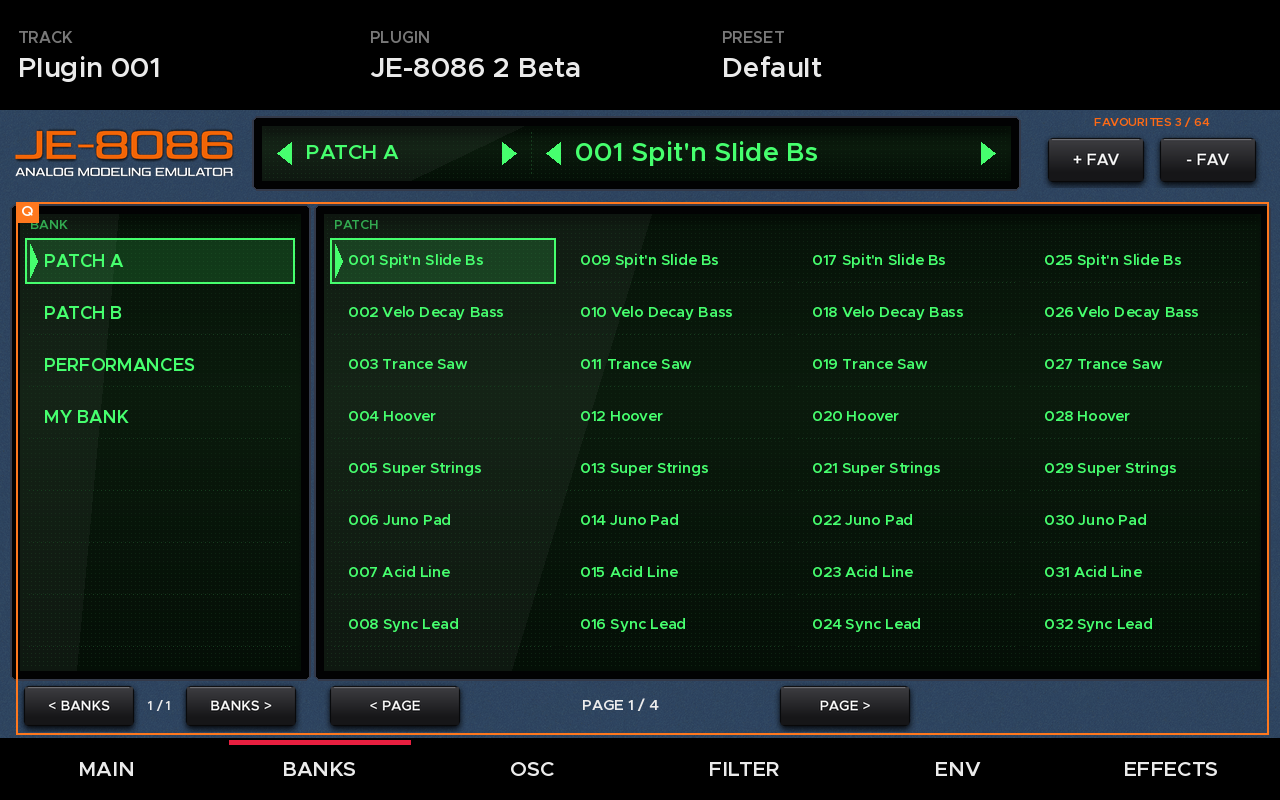 TRACK
Plugin 001
PLUGIN
JE-8086 2 Beta
PRESET
Default
JE-8086
ANALOG MODELING EMULATOR
PATCH A
001 Spit'n Slide Bs
FAVOURITES 3 / 64
+ FAV
- FAV
Q
BANK
PATCH A
PATCH B
PERFORMANCES
MY BANK
PATCH
001 Spit'n Slide Bs
002 Velo Decay Bass
003 Trance Saw
004 Hoover
005 Super Strings
006 Juno Pad
007 Acid Line
008 Sync Lead
009 Spit'n Slide Bs
010 Velo Decay Bass
011 Trance Saw
012 Hoover
013 Super Strings
014 Juno Pad
015 Acid Line
016 Sync Lead
017 Spit'n Slide Bs
018 Velo Decay Bass
019 Trance Saw
020 Hoover
021 Super Strings
022 Juno Pad
023 Acid Line
024 Sync Lead
025 Spit'n Slide Bs
026 Velo Decay Bass
027 Trance Saw
028 Hoover
029 Super Strings
030 Juno Pad
031 Acid Line
032 Sync Lead
< BANKS
1 / 1
BANKS >
< PAGE
PAGE 1 / 4
PAGE >
MAIN
BANKS
OSC
FILTER
ENV
EFFECTS